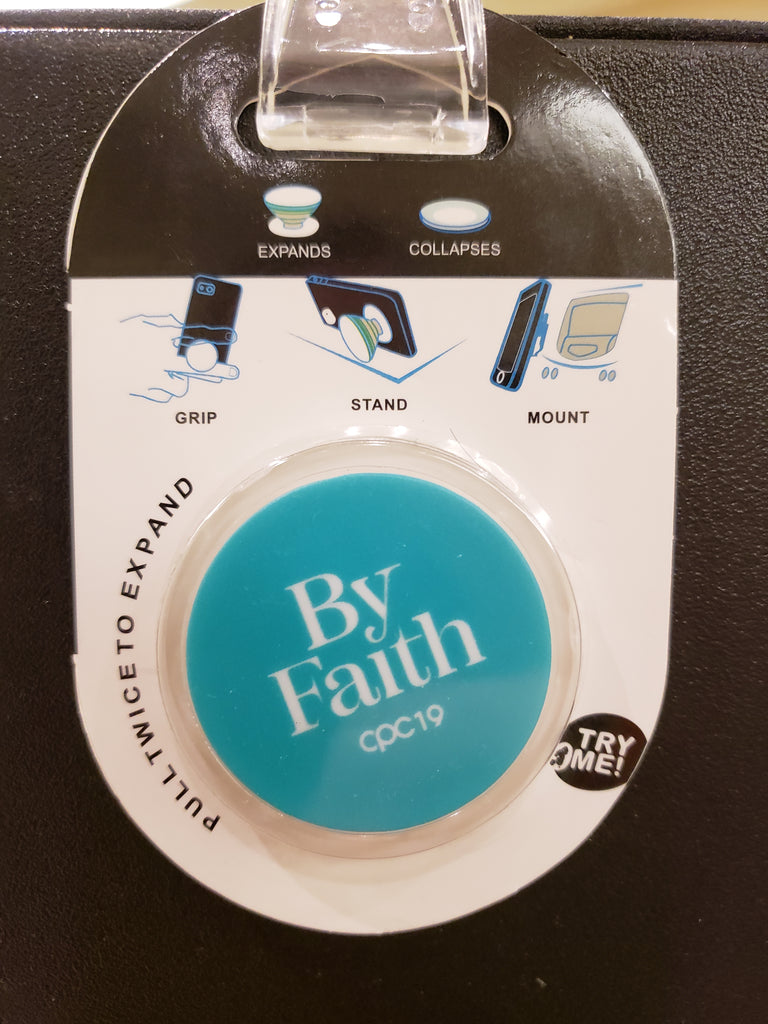 EXPANDS
COLLAPSES
GRIP
STAND
MOUNT
PULL TWICE TO EXPAND
By
Faith
cpc19
TRY
ME!